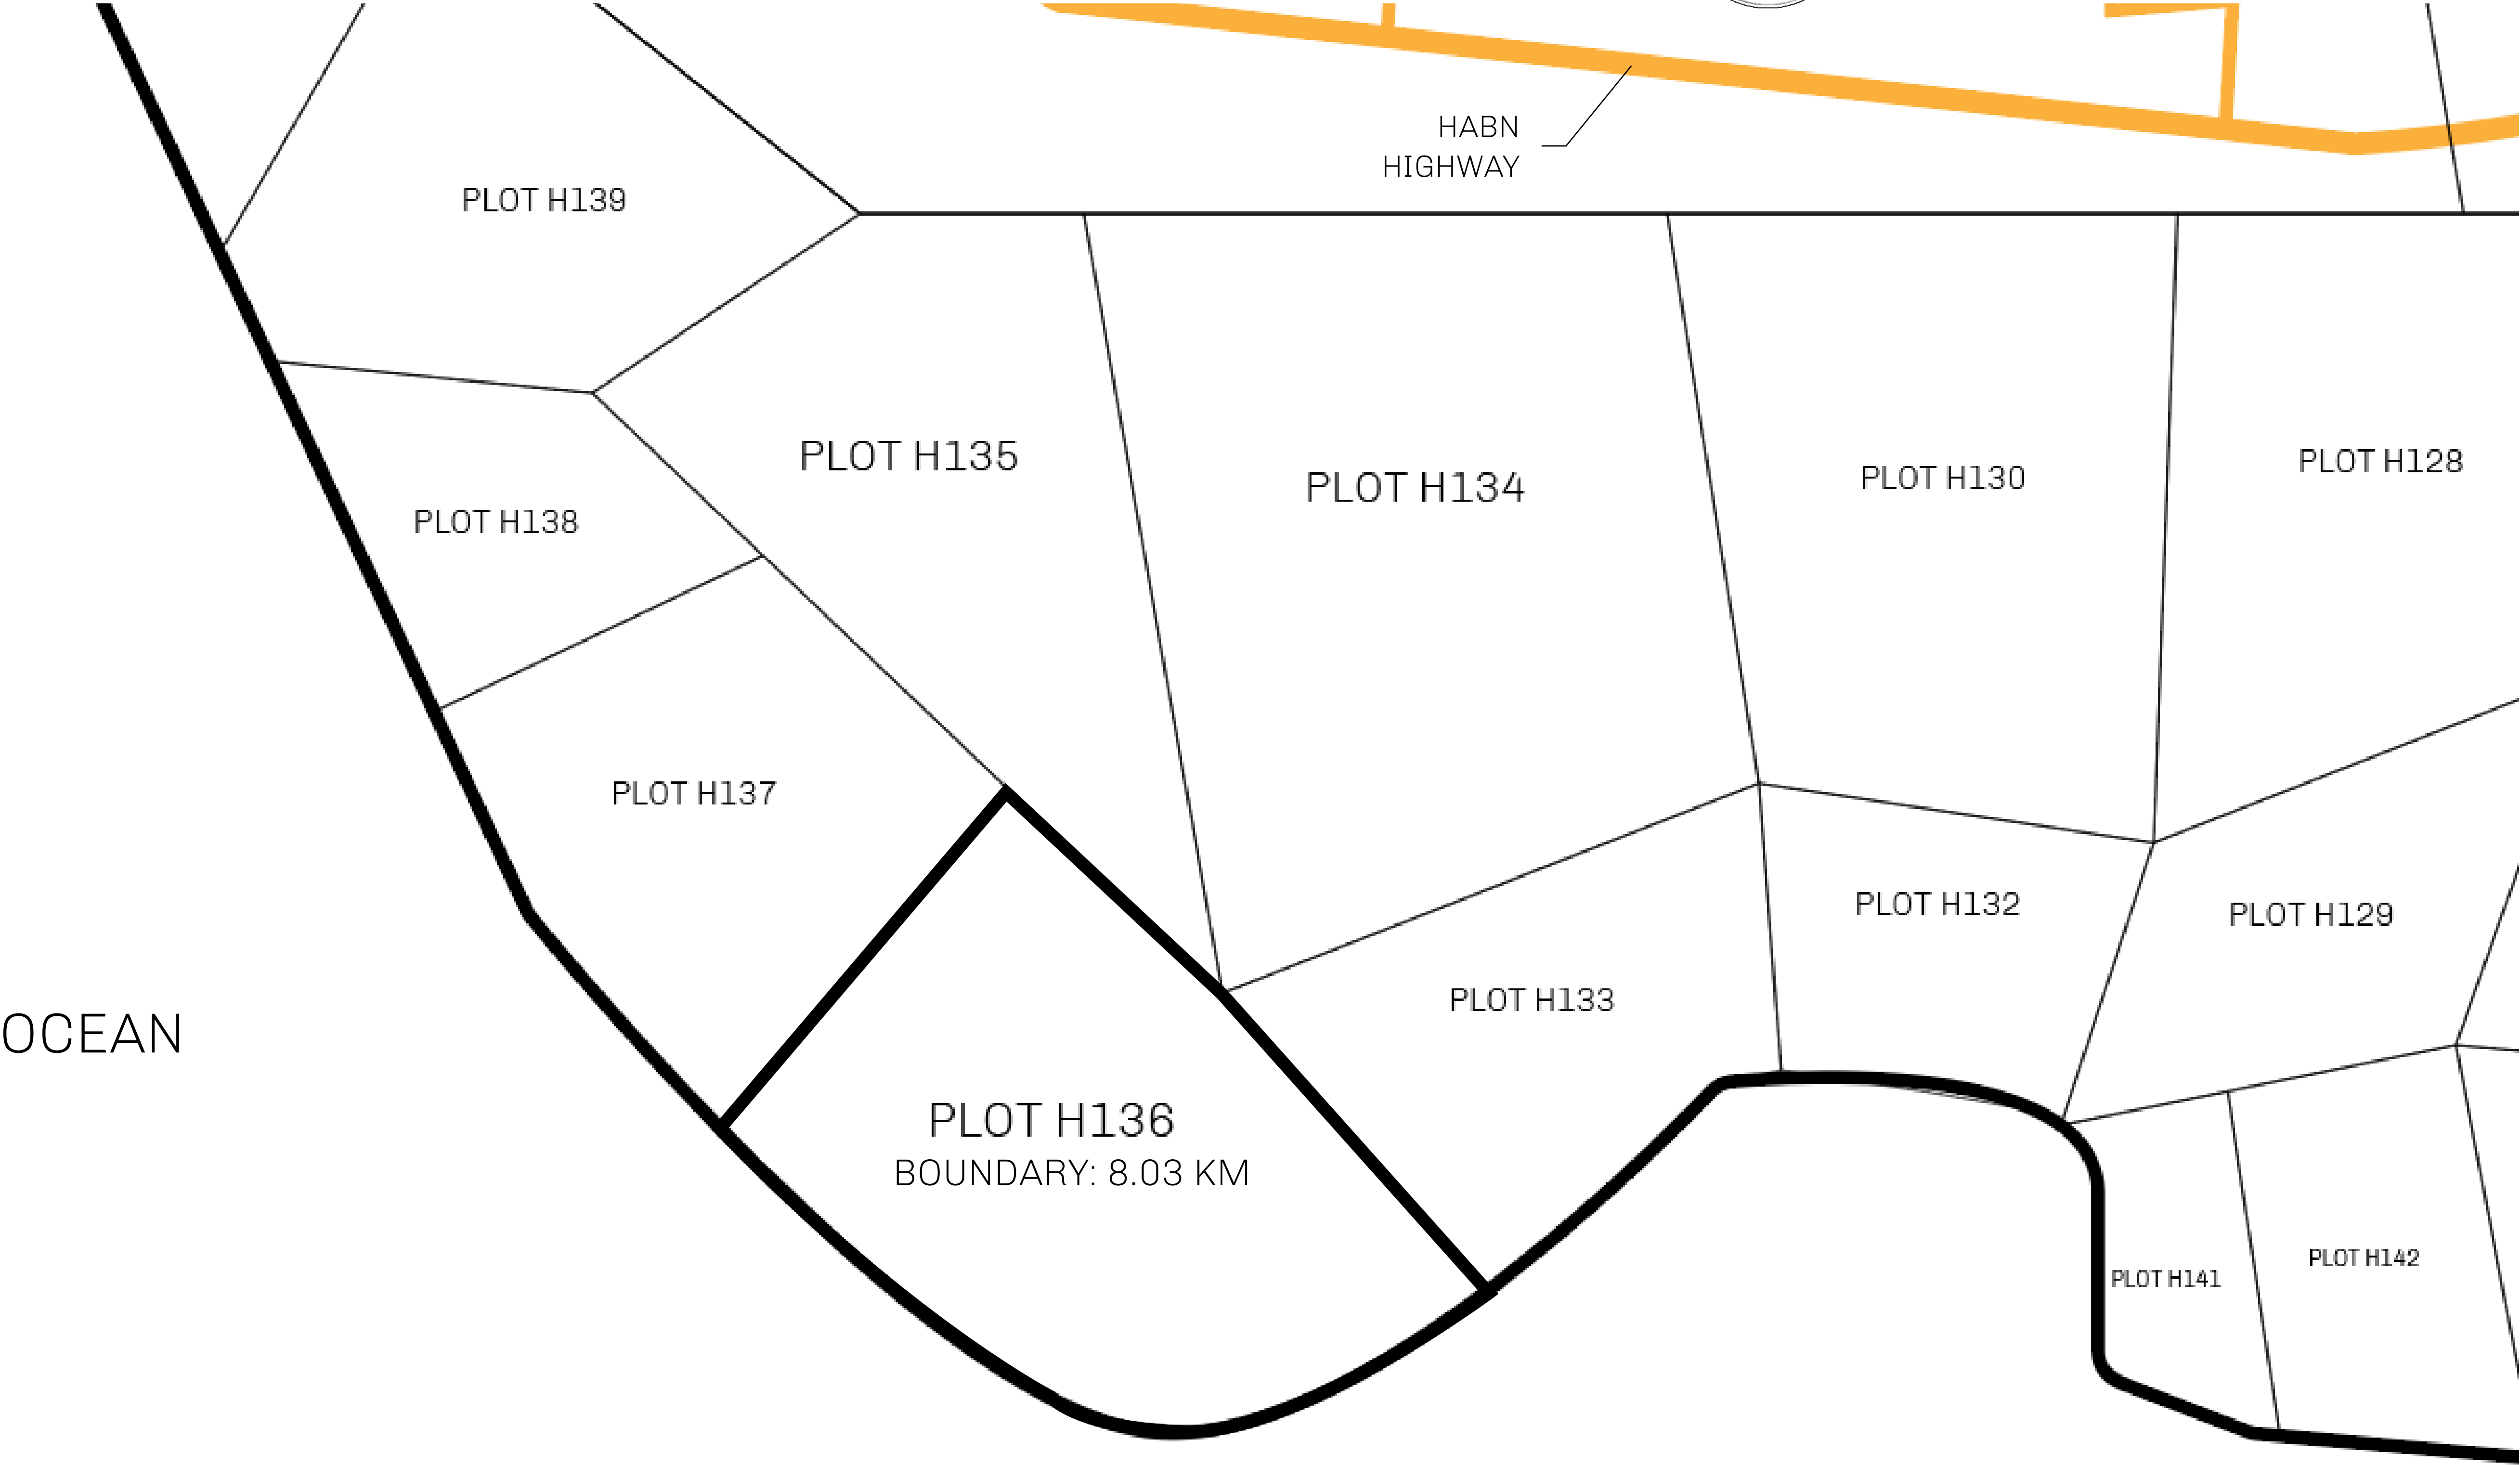 HABN
HIGHWAY
PLOT H139
PLOT H135
PLOT H134
PLOT H130
PLOT H128
PLOT H138
PLOT H137
PLOT H132
PLOT H129
PLOT H133
OCEAN
PLOT H136
BOUNDARY: 8.03 KM
PLOT H141
PLOT H142